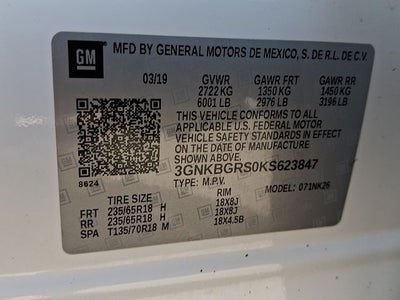 GM MFD BY GENERAL MOTORS DE MEXICO, S. DE R.L. DE C.V.
03/19 GVWR GAWR FRT GAWR RR
2722 KG 1350 KG 1450 KG
6001 LB 2976 LB 3196 LB
THIS VEHICLE CONFORMS TO ALL
APPLICABLE U.S. FEDERAL MOTOR
VEHICLE SAFETY STANDARDS IN EFFECT
ON THE DATE OF MANUFACTURE
SHOWN ABOVE.
3GNKBGRS0KS623847
8624 TYPE: M.P.V. MODEL: 071NK26
TIRE SIZE RIM
FRT 235/65R18 H 18X8J
RR 235/65R18 H 18X8J
SPA T135/70R18 M 18X4.5B